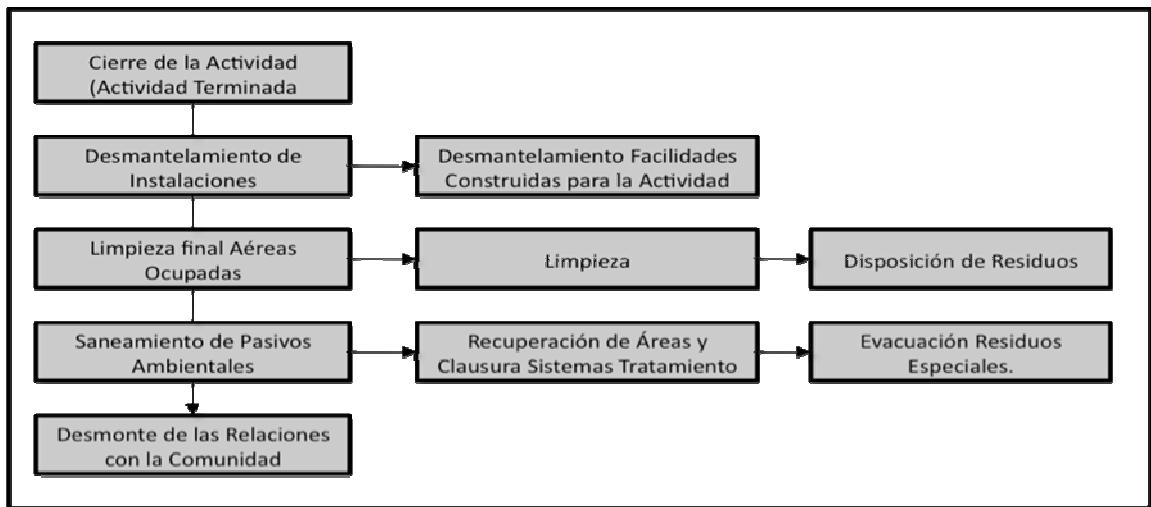 Cierre de la Actividad
(Actividad Terminada
Desmantelamiento de
Instalaciones
Desmantelamiento Facilidades
Construidas para la Actividad
Limpieza final Aéreas
Ocupadas
Limpieza
Disposición de Residuos
Saneamiento de Pasivos
Ambientales
Recuperación de Áreas y
Clausura Sistemas Tratamiento
Evacuación Residuos
Especiales.
Desmonte de las Relaciones
con la Comunidad